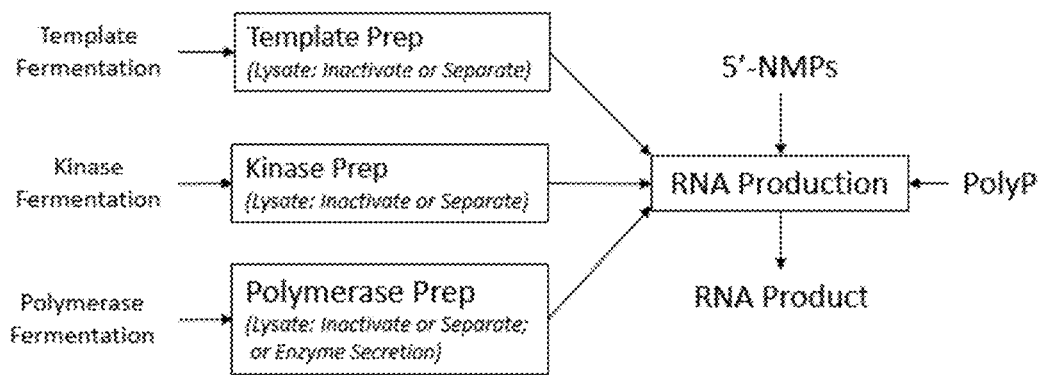 Template
Fermentation
Template Prep
(Lysate: Inactivate or Separate)
Kinase
Fermentation
Kinase Prep
(Lysate: Inactivate or Separate)
Polymerase
Fermentation
Polymerase Prep
(Lysate: Inactivate or Separate;
or Enzyme Secretion)
5'-NMPs
RNA Production
PolyP
RNA Product